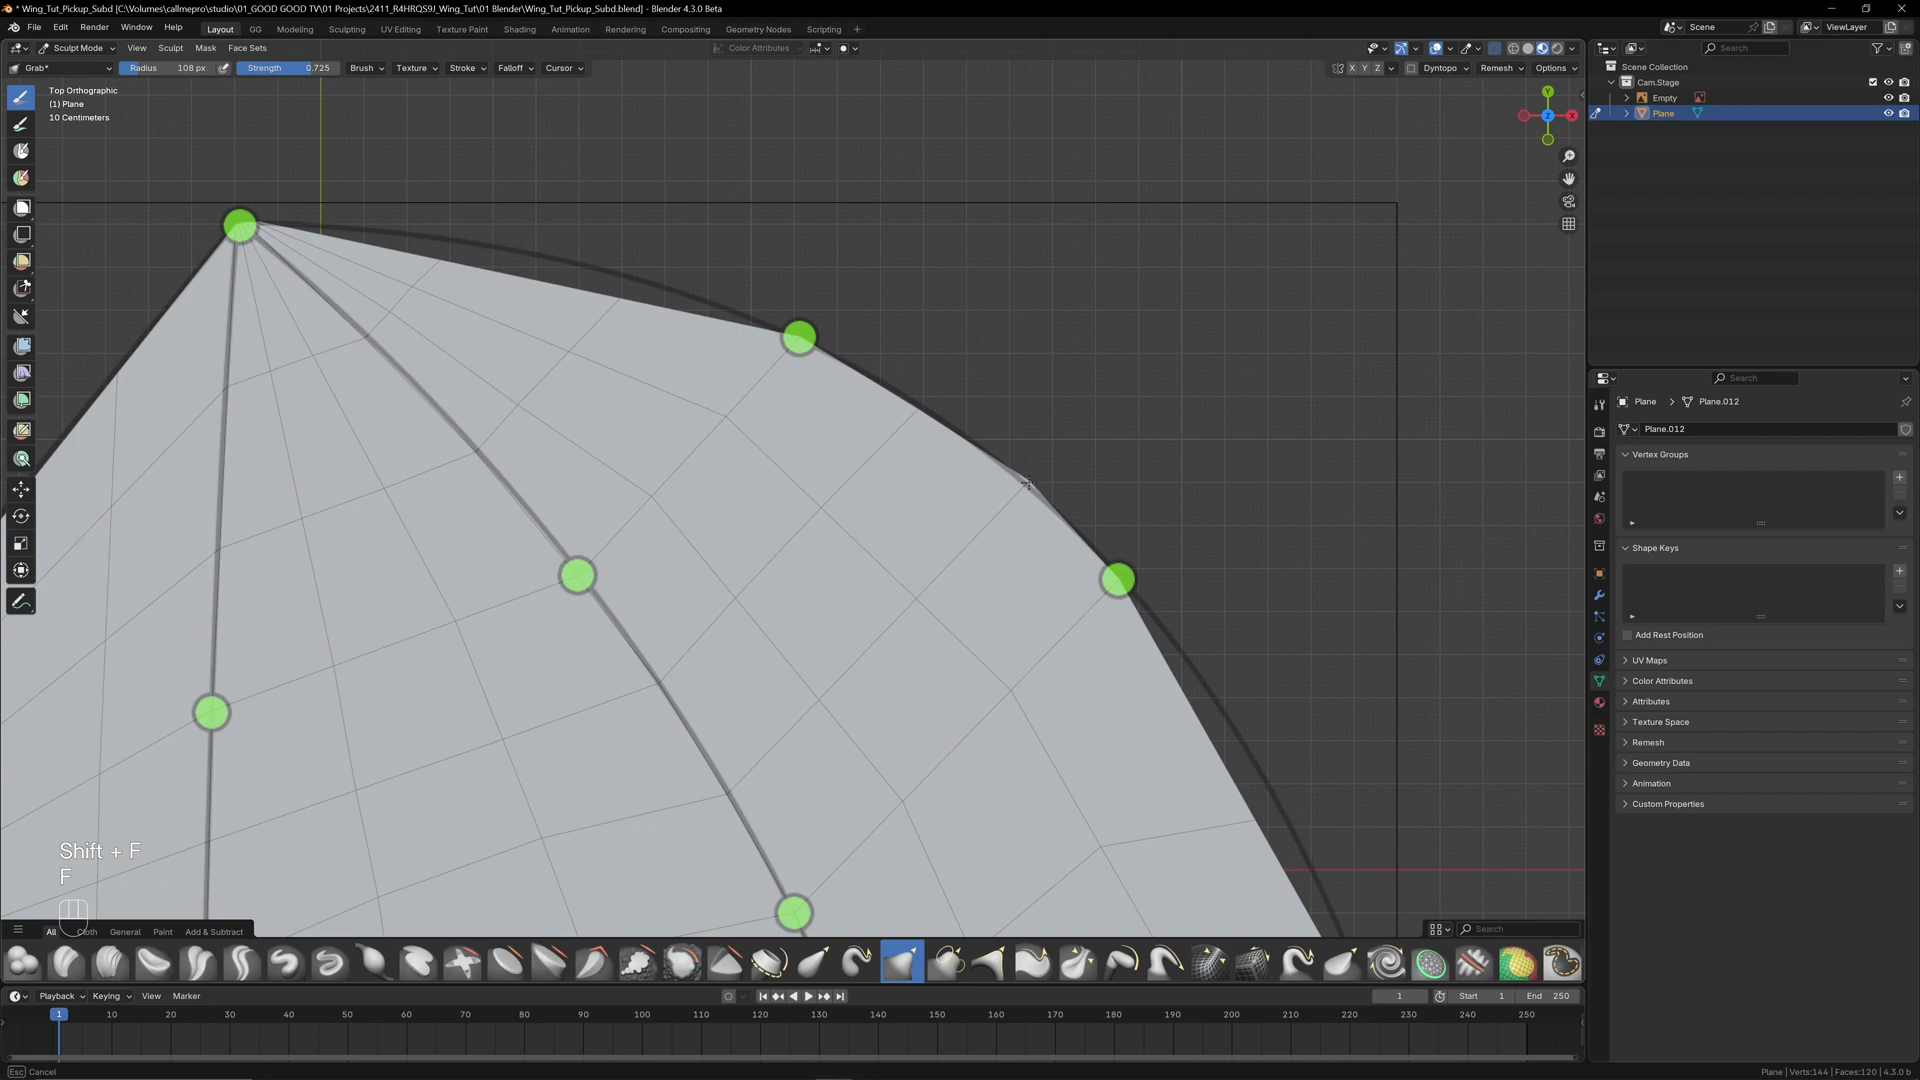 * Wing_Tut_Pickup_Subd [C:\Volumes\callmepro\studio\01_GOOD GOOD TV\01 Projects\2411_R4HRQS9J_Wing_Tut\01 Blender\Wing_Tut_Pickup_Subd.blend] - Blender 4.3.0 Beta
File Edit Render Window Help Layout GG Modeling Sculpting UV Editing Texture Paint Shading Animation Rendering Compositing Geometry Nodes Scripting + Scene ViewLayer
Sculpt Mode View Sculpt Mask Face Sets Color Attributes Search
Grab* Radius 108 px Strength 0.725 Brush Texture Stroke Falloff Cursor X Y Z Dyntopo Remesh Options
Scene Collection
Cam.Stage
Empty
Plane
Top Orthographic
(1) Plane
10 Centimeters
Y
Z X
Search
Plane > Plane.012
Plane.012
Vertex Groups
Shape Keys
Add Rest Position
UV Maps
Color Attributes
Attributes
Texture Space
Remesh
Geometry Data
Animation
Custom Properties
Shift + F
F
All Cloth General Paint Add & Subtract Search
Playback Keying View Marker 1 Start 1 End 250
1 10 20 30 40 50 60 70 80 90 100 110 120 130 140 150 160 170 180 190 200 210 220 230 240 250
Esc Cancel Plane | Verts:144 | Faces:120 | 4.3.0 b